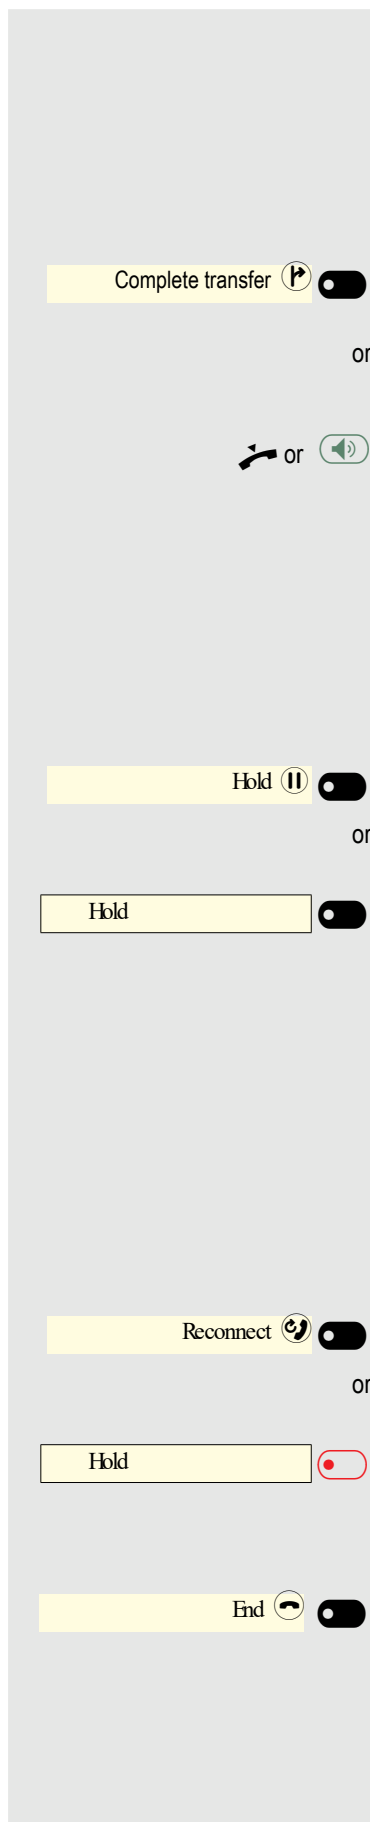 Complete transfer
or
or
Hold
or
Hold
Reconnect
or
Hold
End